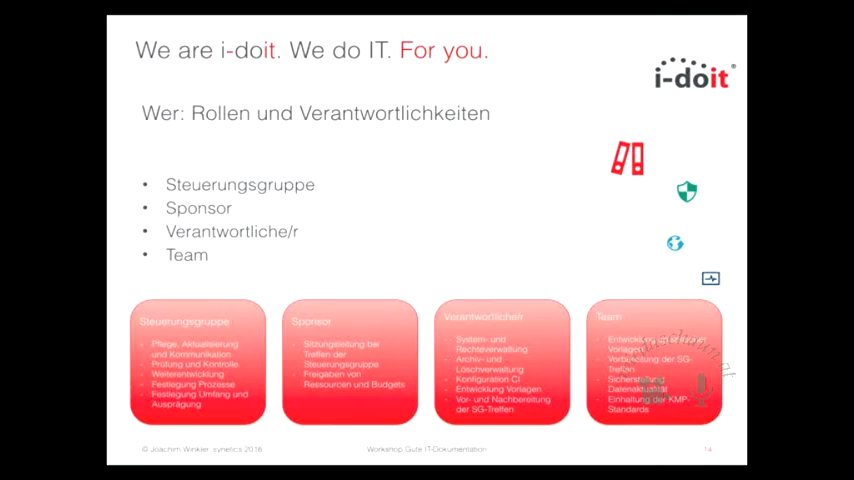 We are i-doit. We do IT. For you.
i-doit®
Wer: Rollen und Verantwortlichkeiten
• Steuerungsgruppe
• Sponsor
• Verantwortliche/r
• Team
Steuerungsgruppe
- Pflege, Aktualisierung
und Kommunikation
- Prüfung und Kontrolle
- Weiterentwicklung
- Festlegung Prozesse
- Festlegung Umfang und
Ausprägung
Sponsor
- Sitzungsleitung bei
Treffen der
Steuerungsgruppe
- Freigaben von
Ressourcen und Budgets
Verantwortliche/r
- System- und
Rechteverwaltung
- Archiv- und
Löschverwaltung
- Konfiguration CI
- Entwicklung Vorlagen
- Vor- und Nachbereitung
der SG-Treffen
Team
- Entwicklung
Vorlagen
- Vorbereitung der SG-
Treffen
- Sicherstellung
Datenaktualität
- Einhaltung der KMP-
Standards
© Joachim Winkler synetics 2016
Workshop Gute IT-Dokumentation
14